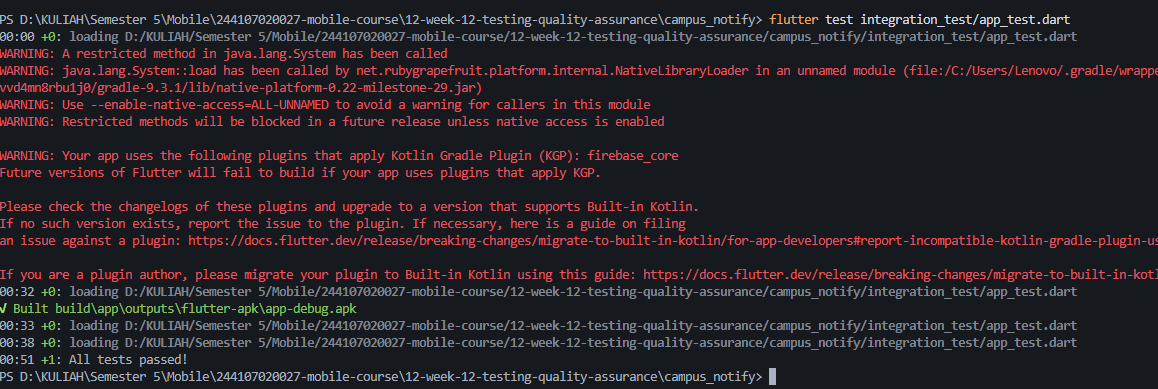 PS D:\KULIAH\Semester 5\Mobile\244107020027-mobile-course\12-week-12-testing-quality-assurance\campus_notify> flutter test integration_test/app_test.dart
00:00 +0: loading D:/KULIAH/Semester 5/Mobile/244107020027-mobile-course/12-week-12-testing-quality-assurance/campus_notify/integration_test/app_test.dart
WARNING: A restricted method in java.lang.System has been called
WARNING: java.lang.System::load has been called by net.rubygrapefruit.platform.internal.NativeLibraryLoader in an unnamed module (file:/C:/Users/Lenovo/.gradle/wrappe
vvd4mn8rbu1j0/gradle-9.3.1/lib/native-platform-0.22-milestone-29.jar)
WARNING: Use --enable-native-access=ALL-UNNAMED to avoid a warning for callers in this module
WARNING: Restricted methods will be blocked in a future release unless native access is enabled
WARNING: Your app uses the following plugins that apply Kotlin Gradle Plugin (KGP): firebase_core
Future versions of Flutter will fail to build if your app uses plugins that apply KGP.
Please check the changelogs of these plugins and upgrade to a version that supports Built-in Kotlin.
If no such version exists, report the issue to the plugin. If necessary, here is a guide on filing
an issue against a plugin: https://docs.flutter.dev/release/breaking-changes/migrate-to-built-in-kotlin/for-app-developers#report-incompatible-kotlin-gradle-plugin-us
If you are a plugin author, please migrate your plugin to Built-in Kotlin using this guide: https://docs.flutter.dev/release/breaking-changes/migrate-to-built-in-kotl
00:32 +0: loading D:/KULIAH/Semester 5/Mobile/244107020027-mobile-course/12-week-12-testing-quality-assurance/campus_notify/integration_test/app_test.dart
√ Built build\app\outputs\flutter-apk\app-debug.apk
00:33 +0: loading D:/KULIAH/Semester 5/Mobile/244107020027-mobile-course/12-week-12-testing-quality-assurance/campus_notify/integration_test/app_test.dart
00:38 +0: loading D:/KULIAH/Semester 5/Mobile/244107020027-mobile-course/12-week-12-testing-quality-assurance/campus_notify/integration_test/app_test.dart
00:51 +1: All tests passed!
PS D:\KULIAH\Semester 5\Mobile\244107020027-mobile-course\12-week-12-testing-quality-assurance\campus_notify>